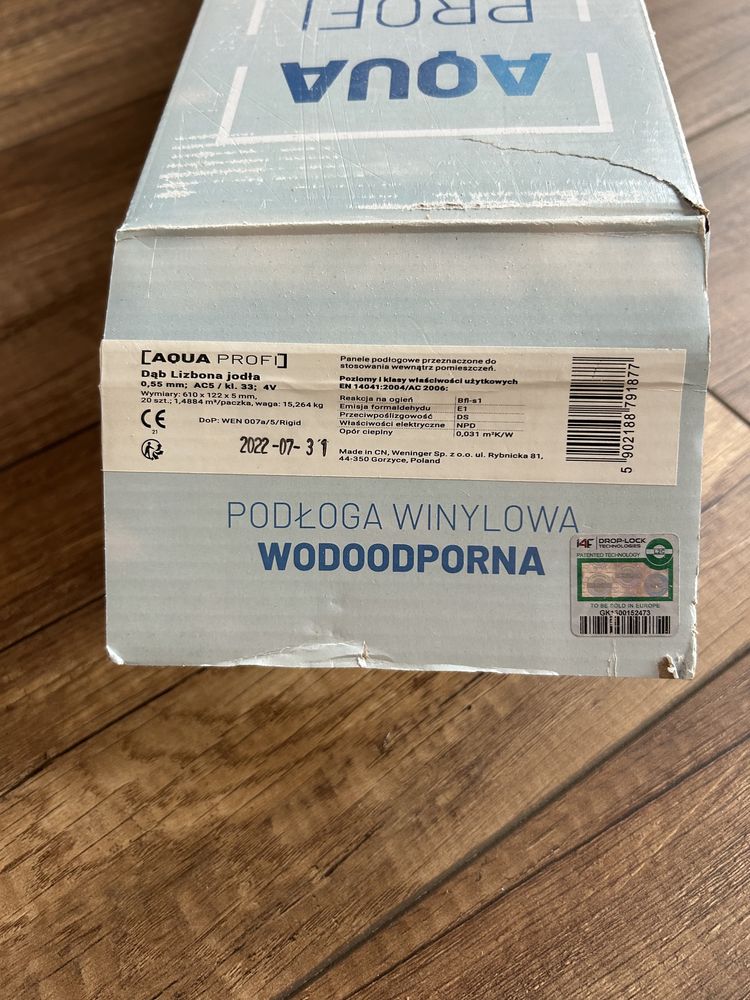 PROFI
AQUA
[AQUA PROFI]
Dąb Lizbona jodła
0,55 mm; AC5 / kl. 33; 4V
Wymiary: 610 x 122 x 5 mm,
20 szt.; 1,4884 m²/paczka, waga: 15,264 kg
CE
21
DoP: WEN 007a/5/Rigid
2022-07-31
Panele podłogowe przeznaczone do
stosowania wewnątrz pomieszczeń.
Poziomy i klasy właściwości użytkowych
EN 14041:2004/AC 2006:
Reakcja na ogień Bfl-s1
Emisja formaldehydu E1
Przeciwpoślizgowość DS
Właściwości elektryczne NPD
Opór cieplny 0,031 m²K/W
Made in CN, Weninger Sp. z o.o. ul. Rybnicka 81,
44-350 Gorzyce, Poland
5 902188 791877
PODŁOGA WINYLOWA
WODOODPORNA
I4F DROP-LOCK
TECHNOLOGIES
PATENTED TECHNOLOGY
L2C
TO BE SOLD IN EUROPE